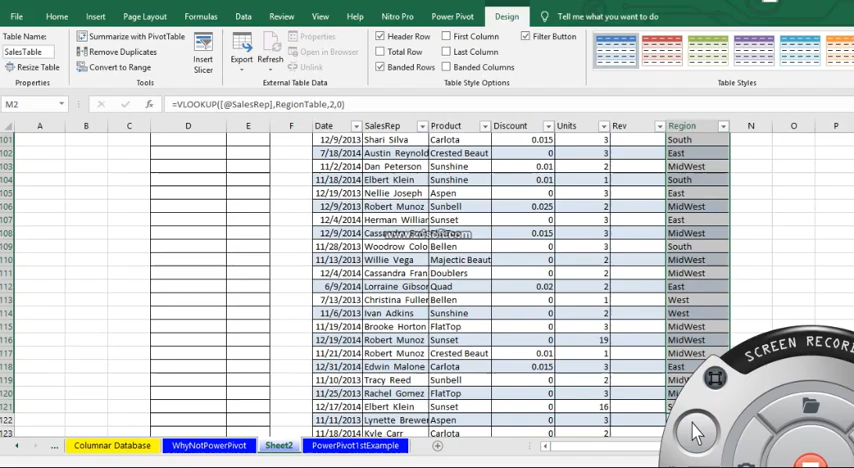 File Home Insert Page Layout Formulas Data Review View Help Nitro Pro Power Pivot Design Tell me what you want to do
Table Name: Summarize with PivotTable Properties Header Row First Column Filter Button
SalesTable Remove Duplicates Insert Slicer Export Refresh Open in Browser Total Row Last Column
Resize Table Convert to Range Unlink Banded Rows Banded Columns
Properties Tools External Table Data Table Style Options Table Styles
M2 fx =VLOOKUP([@SalesRep],RegionTable,2,0)
A B C D E F Date SalesRep Product Discount Units Rev Region N O P
101 12/9/2013 Shari Silva Carlota 0.015 3 South
102 7/18/2014 Austin Reynold Crested Beaut 0 3 East
103 11/2/2014 Dan Peterson Sunshine 0.01 2 MidWest
104 11/18/2014 Elbert Klein Sunshine 0.01 1 South
105 12/19/2013 Nellie Joseph Aspen 0 3 East
106 12/9/2013 Robert Munoz Sunbell 0.025 2 MidWest
107 12/4/2014 Herman Willian Sunset 0 3 East
108 12/9/2014 0.015 3 MidWest
109 11/28/2013 Woodrow Colo Bellen 0 3 South
110 11/13/2013 Willie Vega Majestic Beaut 0 2 MidWest
111 12/4/2014 Cassandra Fran Doublers 0 2 MidWest
112 6/9/2014 Lorraine Gibson Quad 0.02 2 East
113 7/13/2013 Christina Fuller Bellen 0 1 West
114 11/6/2013 Ivan Adkins Sunshine 0 2 West
115 11/19/2014 Brooke Horton FlatTop 0 3 MidWest
116 12/19/2014 Robert Munoz Sunset 0 19 MidWest
117 11/21/2014 Robert Munoz Crested Beaut 0.01 1 MidWest
118 12/31/2014 Edwin Malone Carlota 0.015 3 East
119 11/10/2013 Tracy Reed Sunbell 0 2 MidWest
120 11/25/2013 Rachel Gomez FlatTop 0 3
121 12/17/2014 Elbert Klein Sunset 0 16
122 11/11/2013 Lynette Brewer Aspen 0 3
123 11/18/2014 Kyle Carr Carlota 0 2
... Columnar Database WhyNotPowerPivot Sheet2 PowerPivot1stExample
SCREEN RECOR